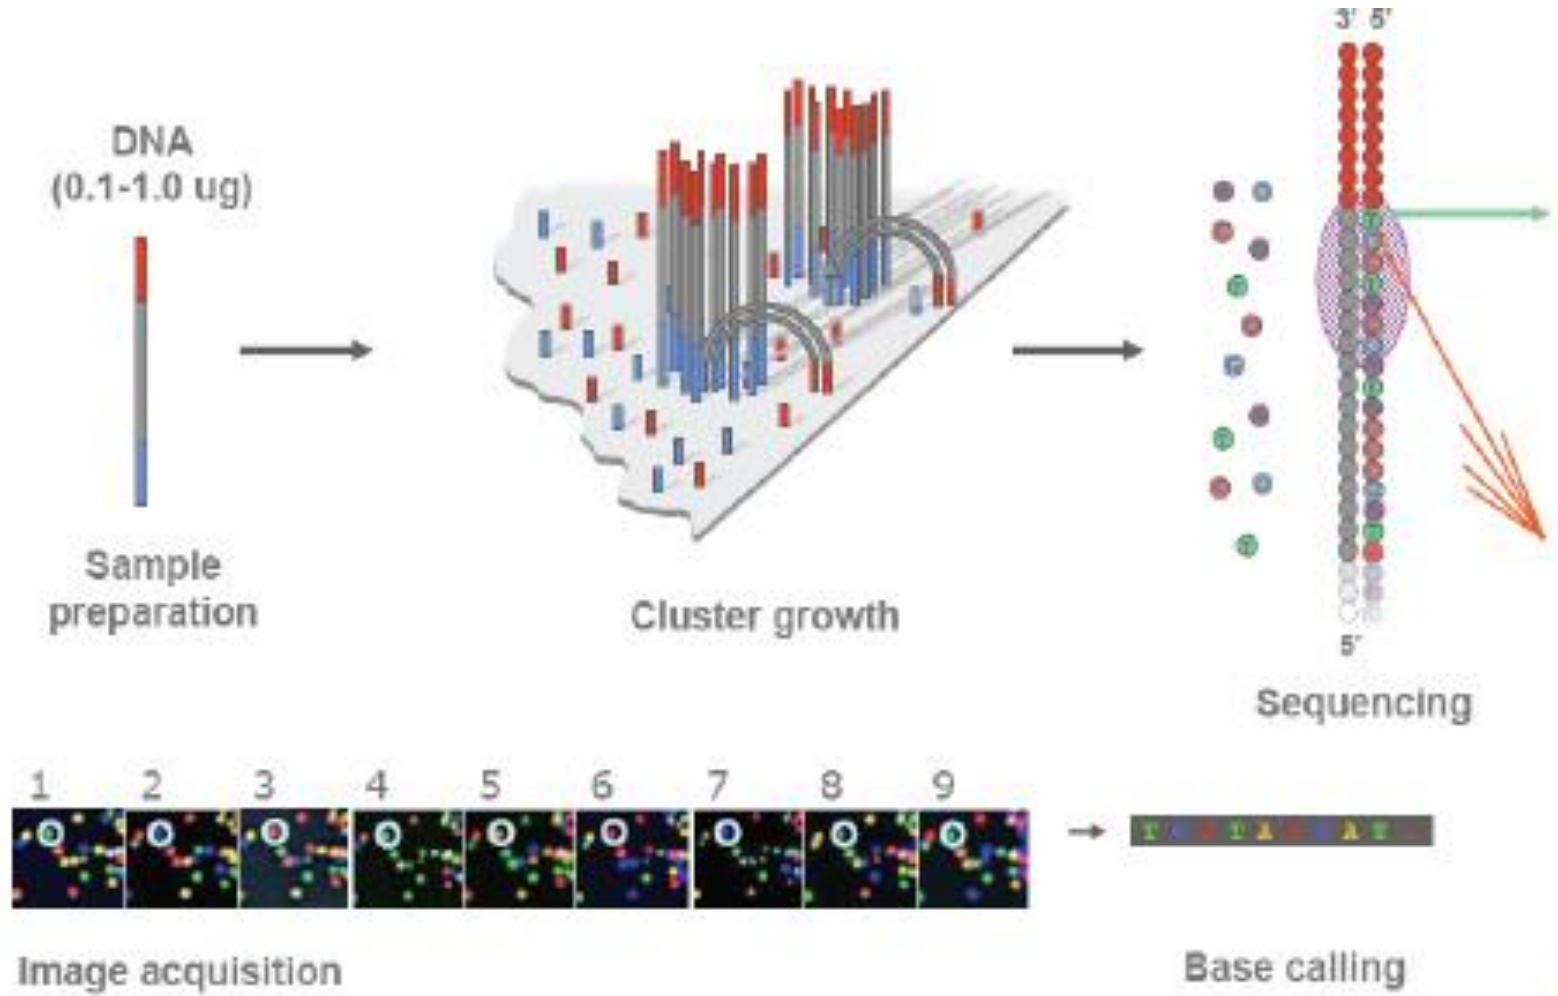 3' 5'
DNA
(0.1-1.0 ug)
Sample
preparation
Cluster growth
5'
Sequencing
1 2 3 4 5 6 7 8 9
Image acquisition
Base calling